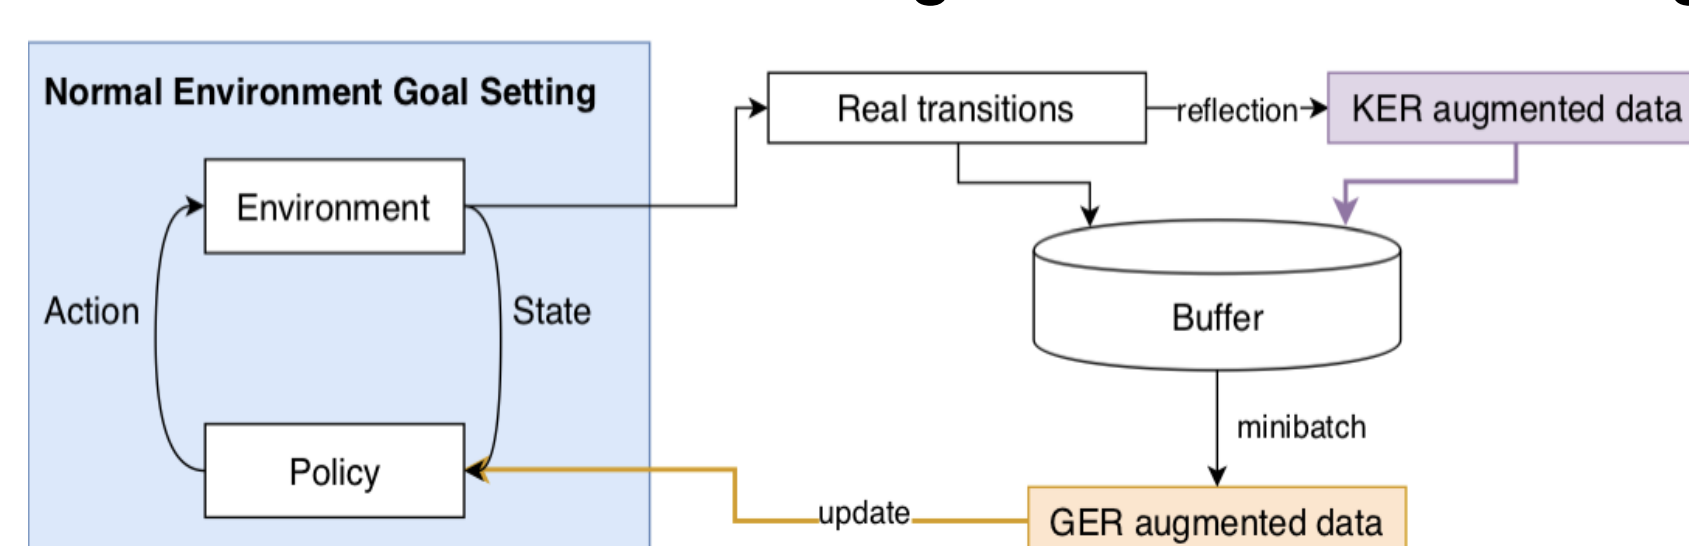 Normal Environment Goal Setting
Real transitions
reflection
KER augmented data
Environment
Action
State
Buffer
minibatch
Policy
update
GER augmented data